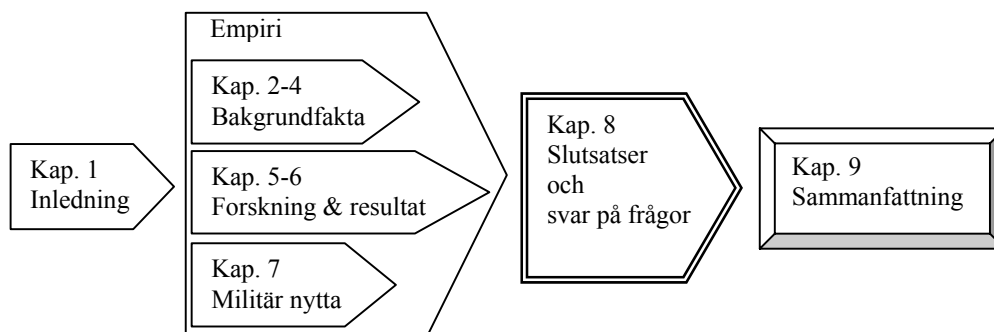 Kap. 1
Inledning
Empiri
Kap. 2-4
Bakgrundfakta
Kap. 5-6
Forskning & resultat
Kap. 7
Militär nytta
Kap. 8
Slutsatser
och
svar på frågor
Kap. 9
Sammanfattning